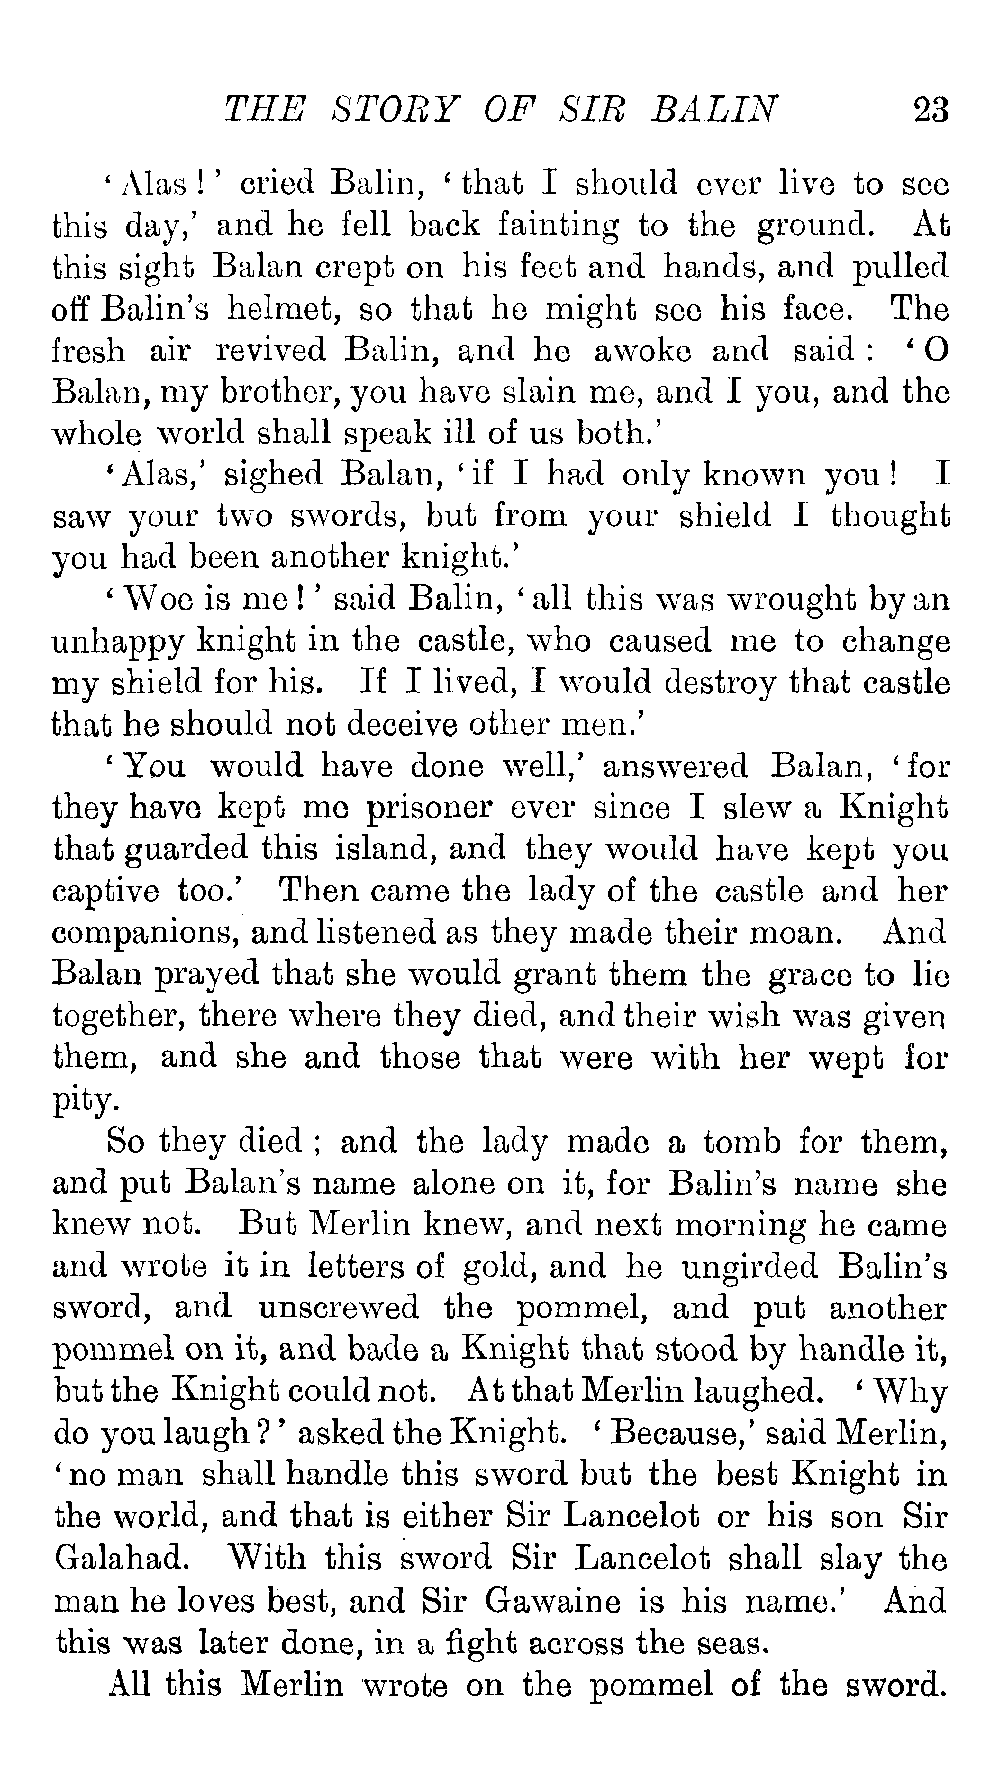 THE STORY OF SIR BALIN 23
‘Alas!’ cried Balin, ‘that I should ever live to see
this day,’ and he fell back fainting to the ground. At
this sight Balan crept on his feet and hands, and pulled
off Balin’s helmet, so that he might see his face. The
fresh air revived Balin, and he awoke and said: ‘O
Balan, my brother, you have slain me, and I you, and the
whole world shall speak ill of us both.’
‘Alas,’ sighed Balan, ‘if I had only known you! I
saw your two swords, but from your shield I thought
you had been another knight.’
‘Woe is me!’ said Balin, ‘all this was wrought by an
unhappy knight in the castle, who caused me to change
my shield for his. If I lived, I would destroy that castle
that he should not deceive other men.’
‘You would have done well,’ answered Balan, ‘for
they have kept me prisoner ever since I slew a Knight
that guarded this island, and they would have kept you
captive too.’ Then came the lady of the castle and her
companions, and listened as they made their moan. And
Balan prayed that she would grant them the grace to lie
together, there where they died, and their wish was given
them, and she and those that were with her wept for
pity.
So they died; and the lady made a tomb for them,
and put Balan’s name alone on it, for Balin’s name she
knew not. But Merlin knew, and next morning he came
and wrote it in letters of gold, and he ungirded Balin’s
sword, and unscrewed the pommel, and put another
pommel on it, and bade a Knight that stood by handle it,
but the Knight could not. At that Merlin laughed. ‘Why
do you laugh?’ asked the Knight. ‘Because,’ said Merlin,
‘no man shall handle this sword but the best Knight in
the world, and that is either Sir Lancelot or his son Sir
Galahad. With this sword Sir Lancelot shall slay the
man he loves best, and Sir Gawaine is his name.’ And
this was later done, in a fight across the seas.
All this Merlin wrote on the pommel of the sword.